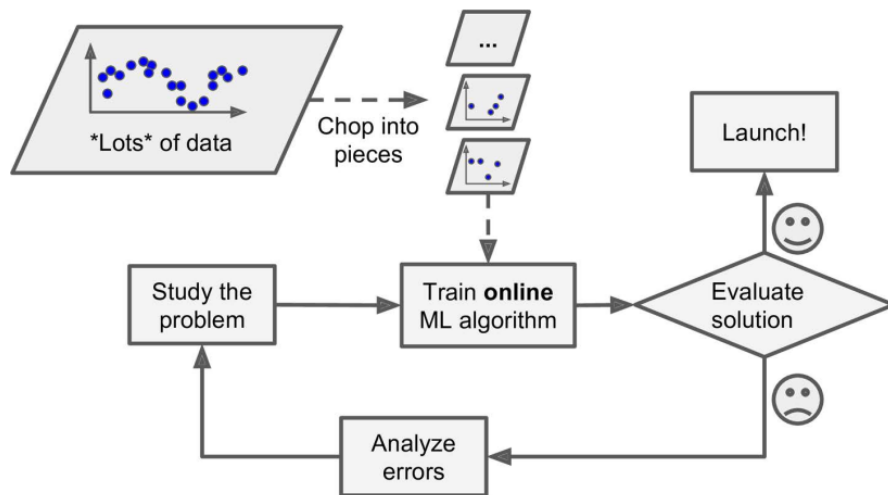 *Lots* of data
Chop into
pieces
...
Launch!
Study the
problem
Train online
ML algorithm
Evaluate
solution
Analyze
errors